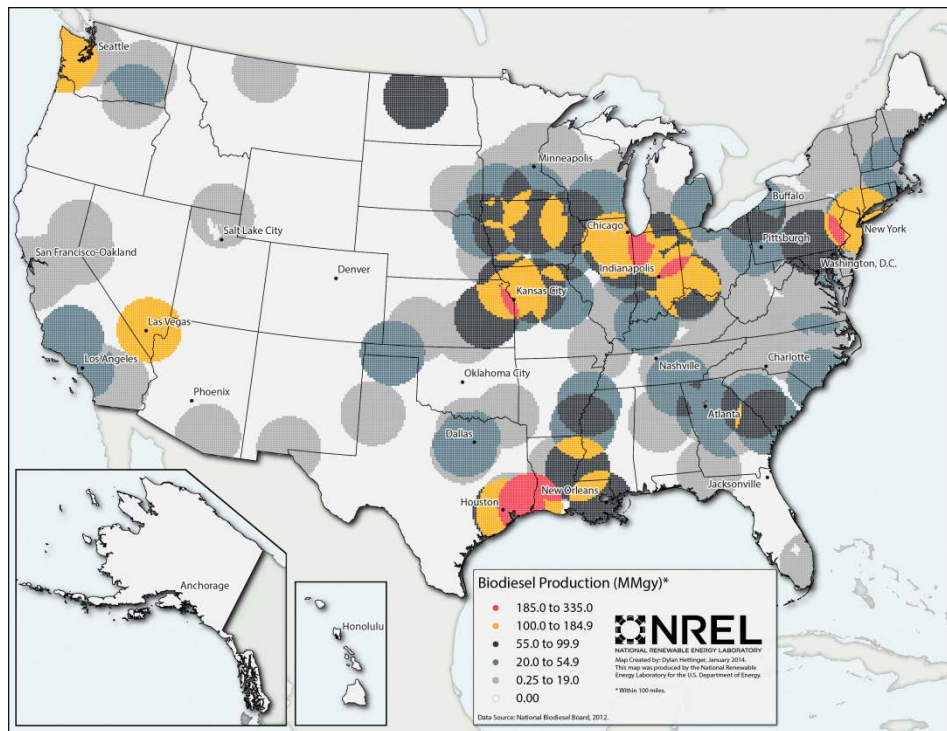 Seattle
Minneapolis
Buffalo
Chicago
New York
Salt Lake City
Pittsburgh
San Francisco-Oakland
Washington, D.C.
Indianapolis
Denver
Kansas City
Las Vegas
Los Angeles
Charlotte
Nashville
Oklahoma City
Phoenix
Atlanta
Dallas
Jacksonville
New Orleans
Houston
Anchorage
Honolulu
Biodiesel Production (MMgy)*
185.0 to 335.0
100.0 to 184.9
55.0 to 99.9
20.0 to 54.9
0.25 to 19.0
0.00
NREL
NATIONAL RENEWABLE ENERGY LABORATORY
Map Created by: Dylan Hettinger, January 2014.
This map was produced by the National Renewable
Energy Laboratory for the U.S. Department of Energy.
* Within 100 miles.
Data Source: National Biodiesel Board, 2012.